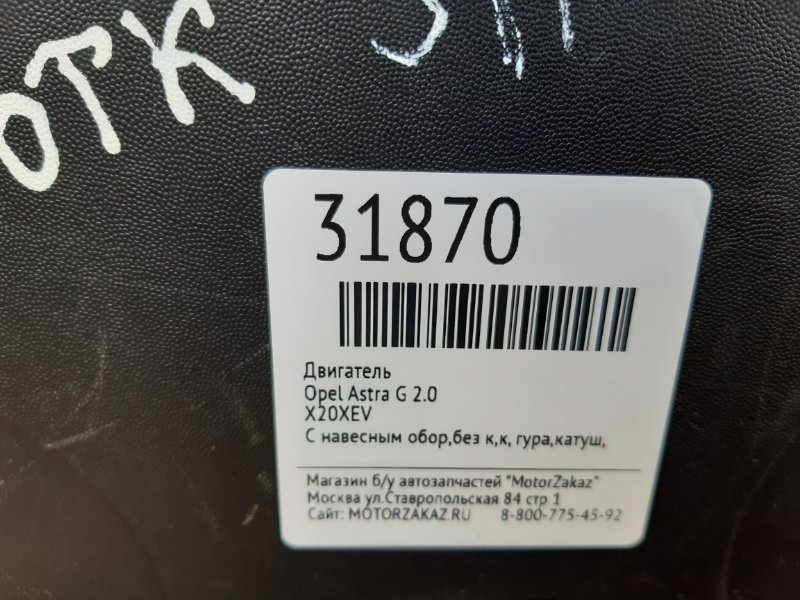 ОТК
31870
Двигатель
Opel Astra G 2.0
X20XEV
С навесным обор,без к,к, гура,катуш,
Магазин б/у автозапчастей "MotorZakaz"
Москва ул.Ставропольская 84 стр 1
Сайт: MOTORZAKAZ.RU 8-800-775-45-92